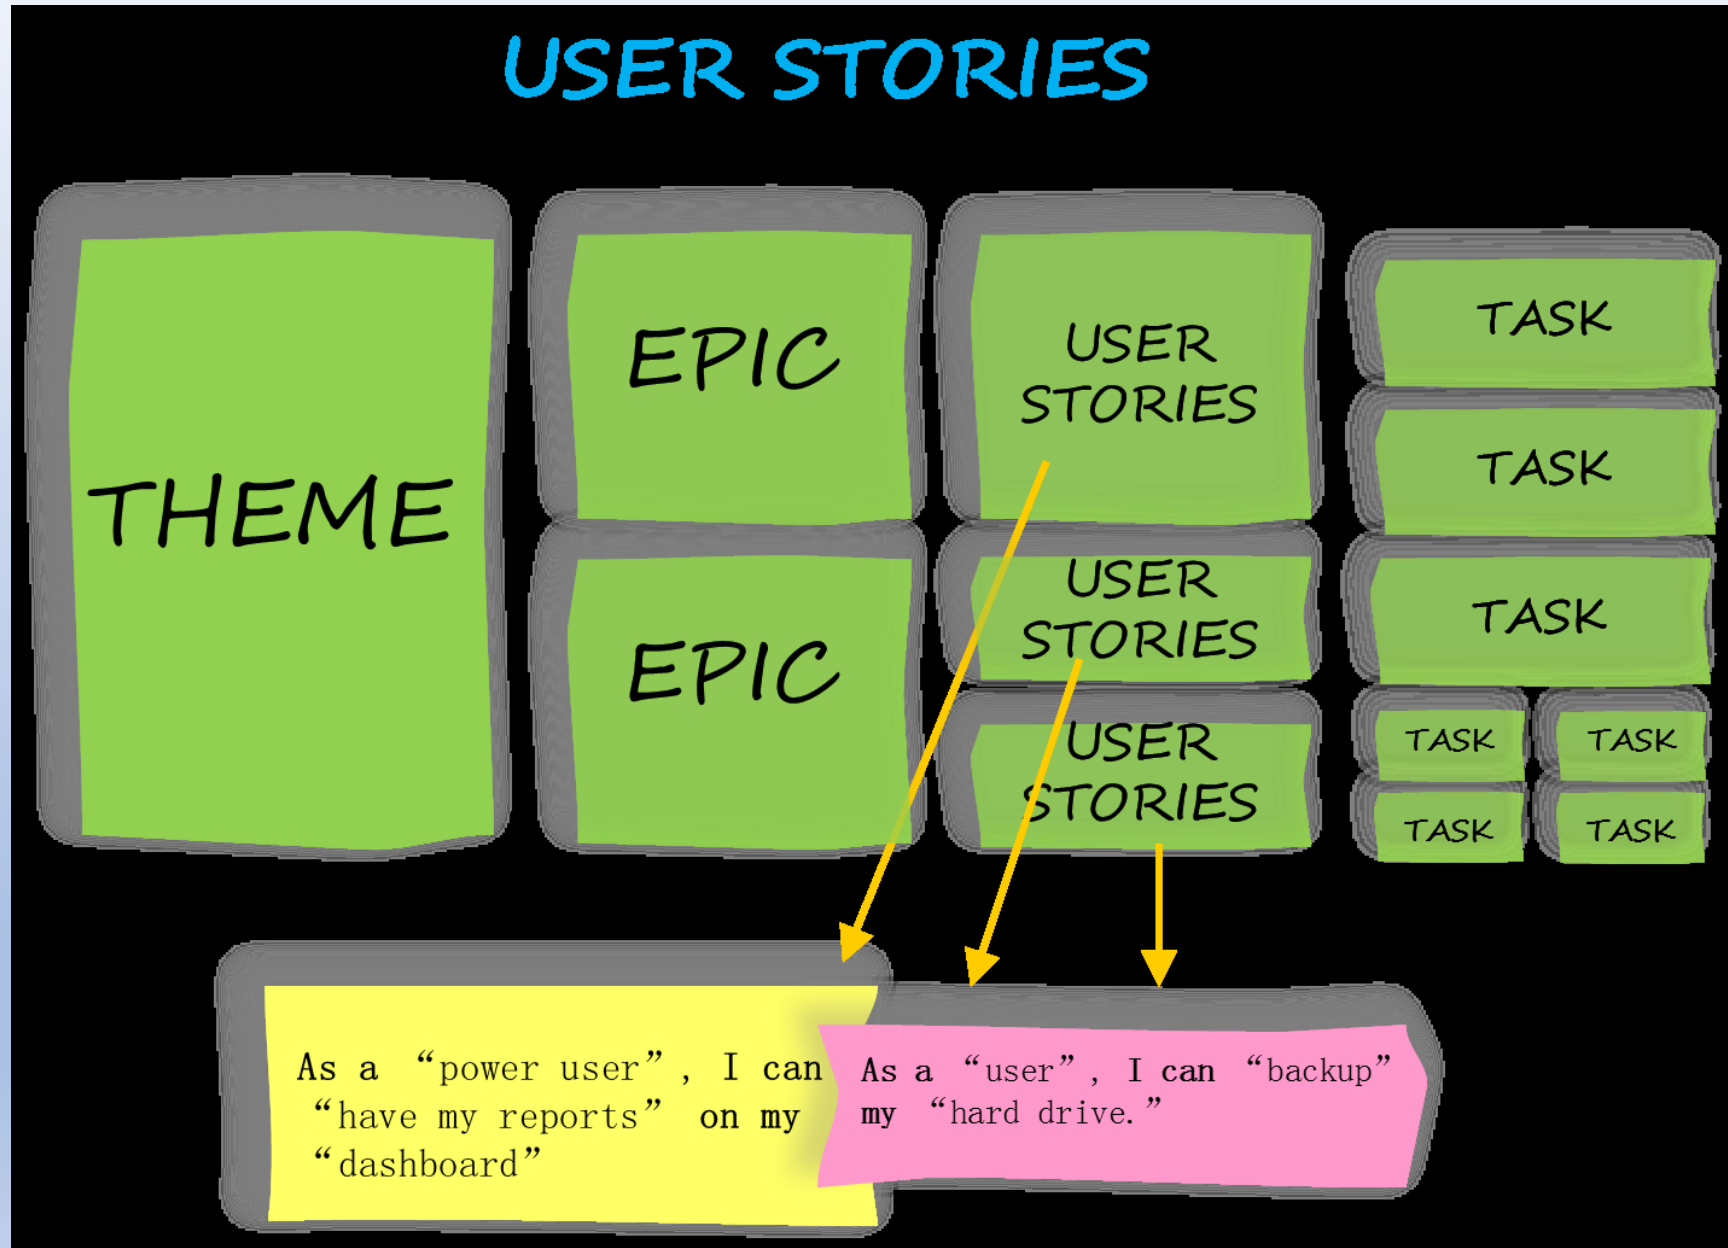 USER STORIES
THEME
EPIC
EPIC
USER
STORIES
USER
STORIES
USER
STORIES
TASK
TASK
TASK
TASK
TASK
TASK
TASK
As a “power user”, I can
“have my reports” on my
“dashboard”
As a “user”, I can “backup”
my “hard drive.”